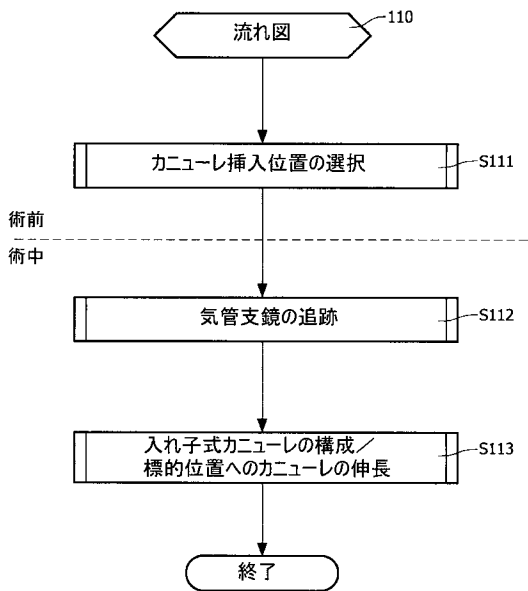 流れ図
110
カニューレ挿入位置の選択
S111
術前
術中
気管支鏡の追跡
S112
入れ子式カニューレの構成／
標的位置へのカニューレの伸長
S113
終了